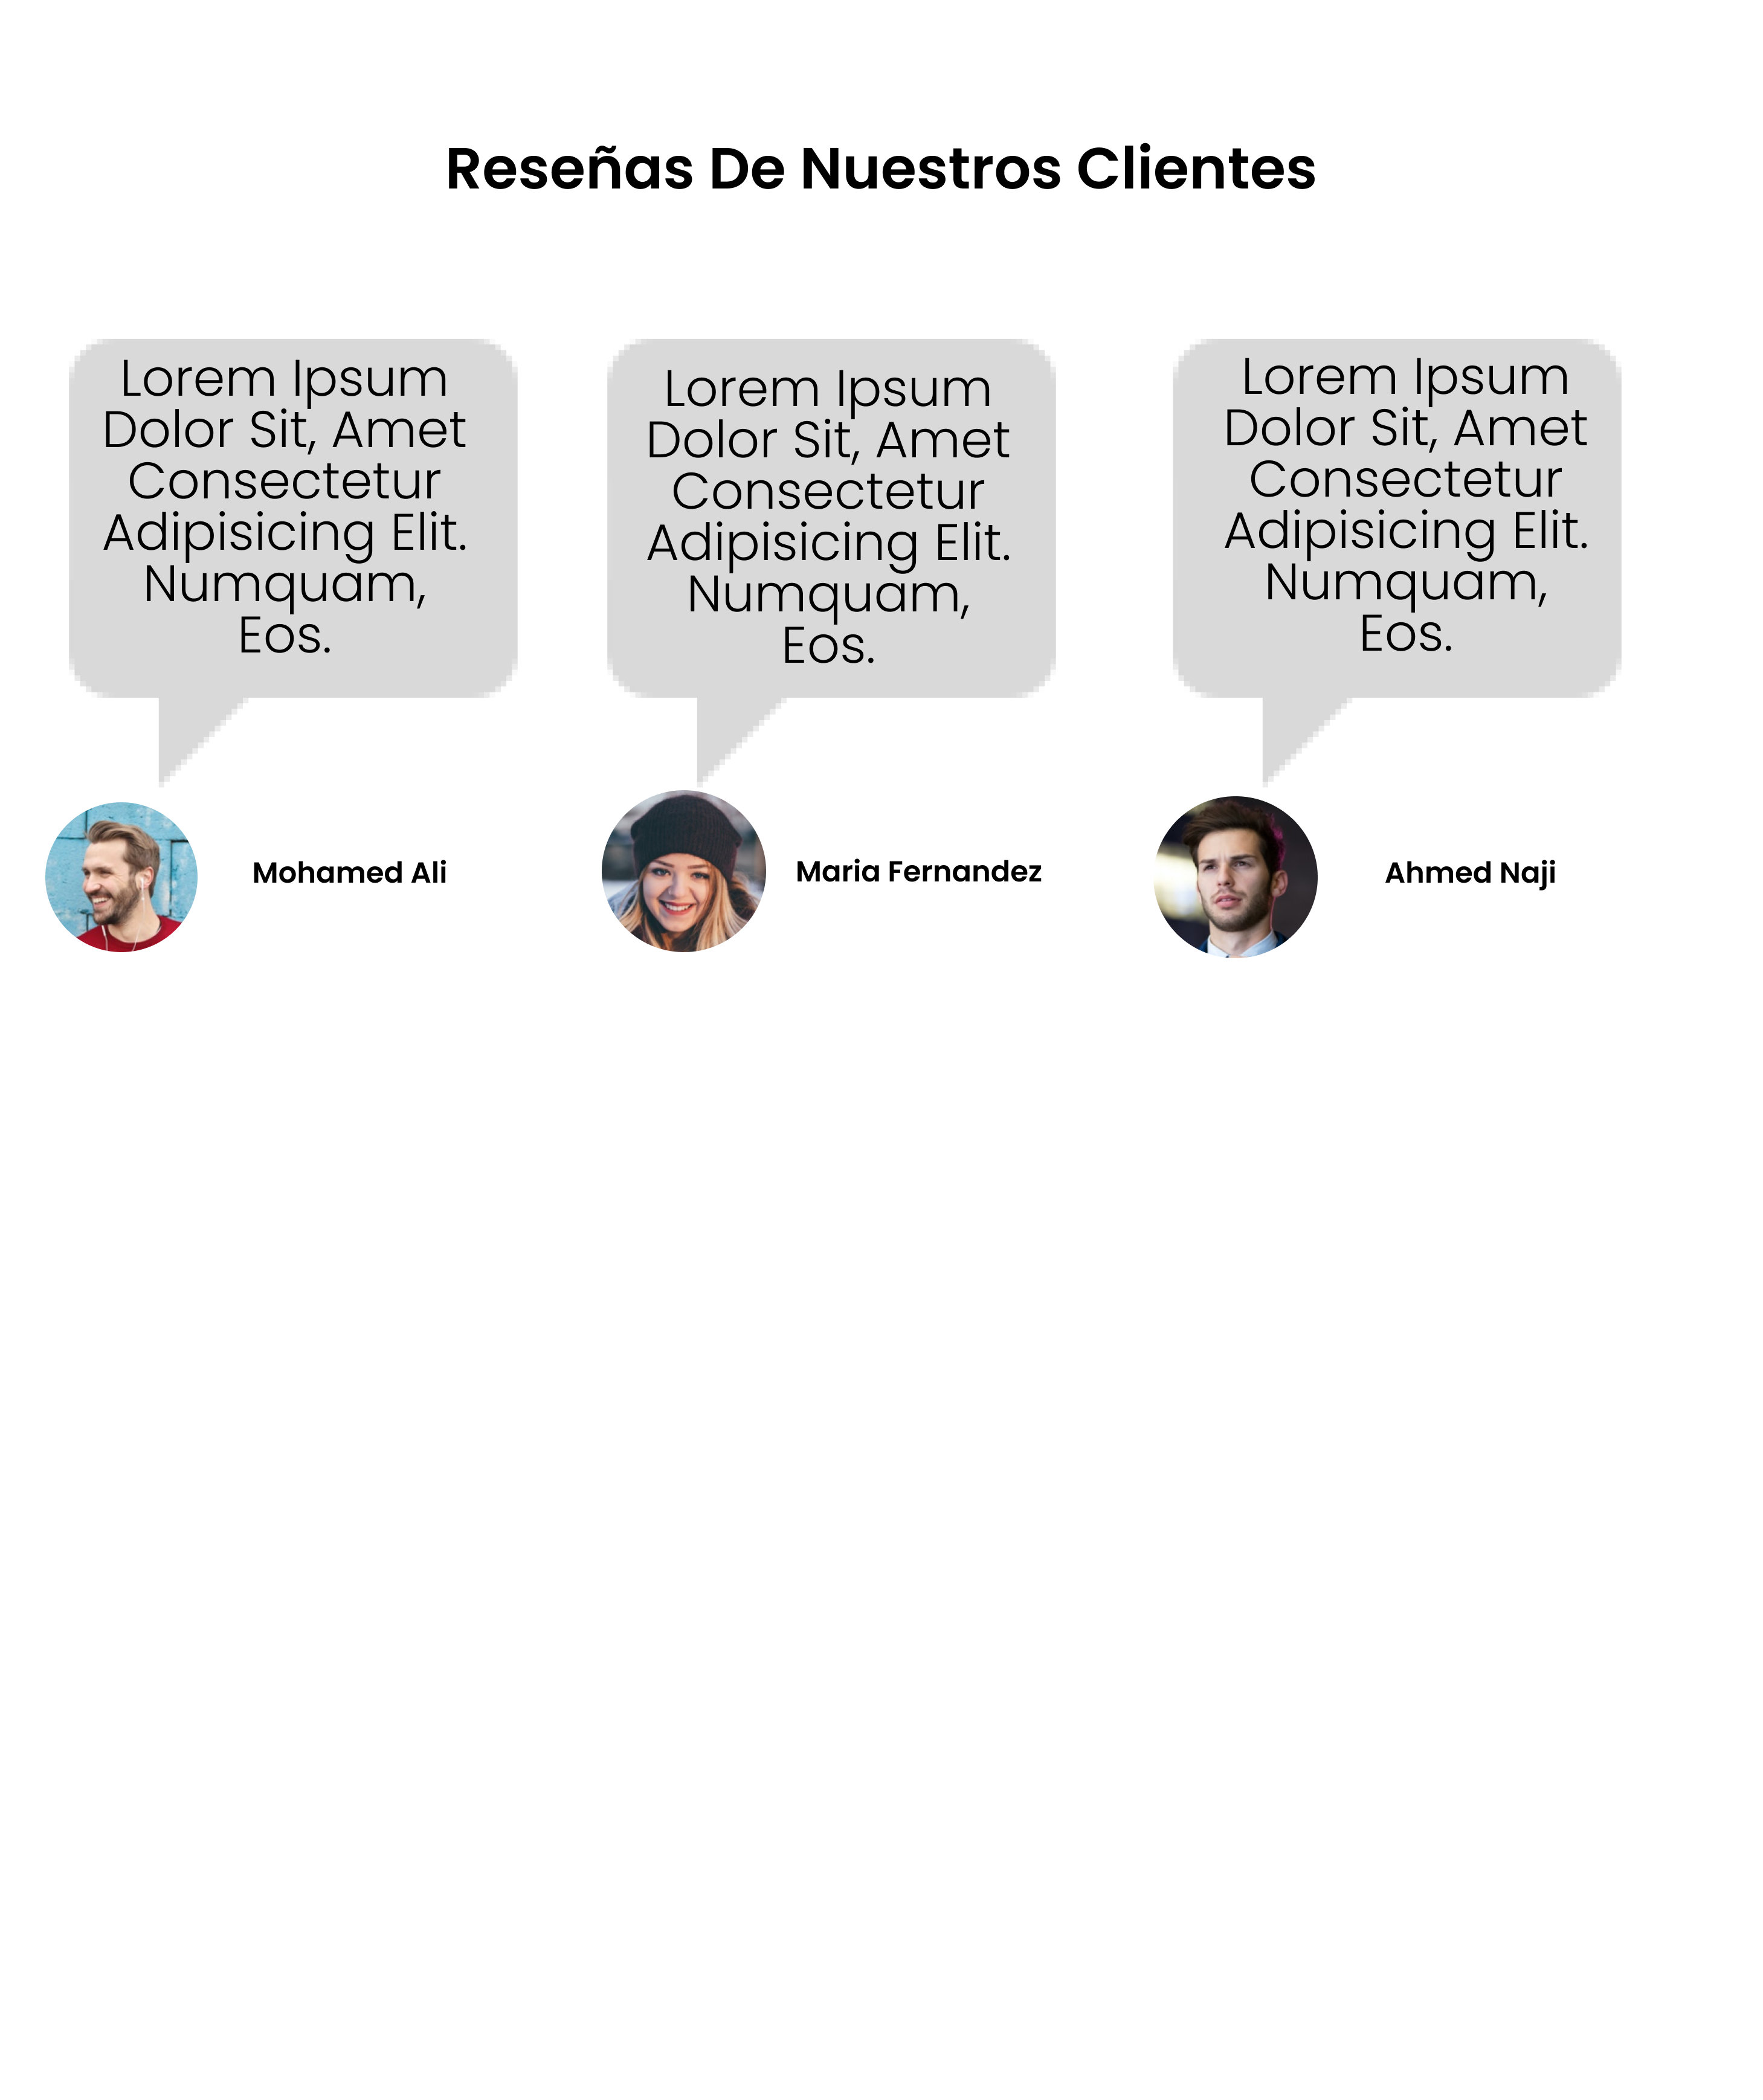 Reseñas De Nuestros Clientes
Lorem Ipsum
Dolor Sit, Amet
Consectetur
Adipisicing Elit.
Numquam,
Eos.
Mohamed Ali
Lorem Ipsum
Dolor Sit, Amet
Consectetur
Adipisicing Elit.
Numquam,
Eos.
Maria Fernandez
Lorem Ipsum
Dolor Sit, Amet
Consectetur
Adipisicing Elit.
Numquam,
Eos.
Ahmed Naji